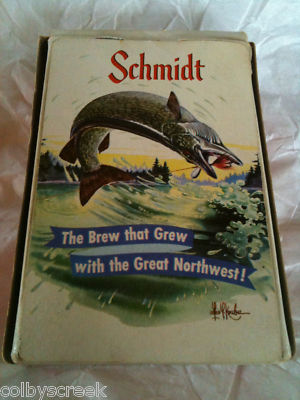 Schmidt
The Brew that Grew
with the Great Northwest!
colbyscreek